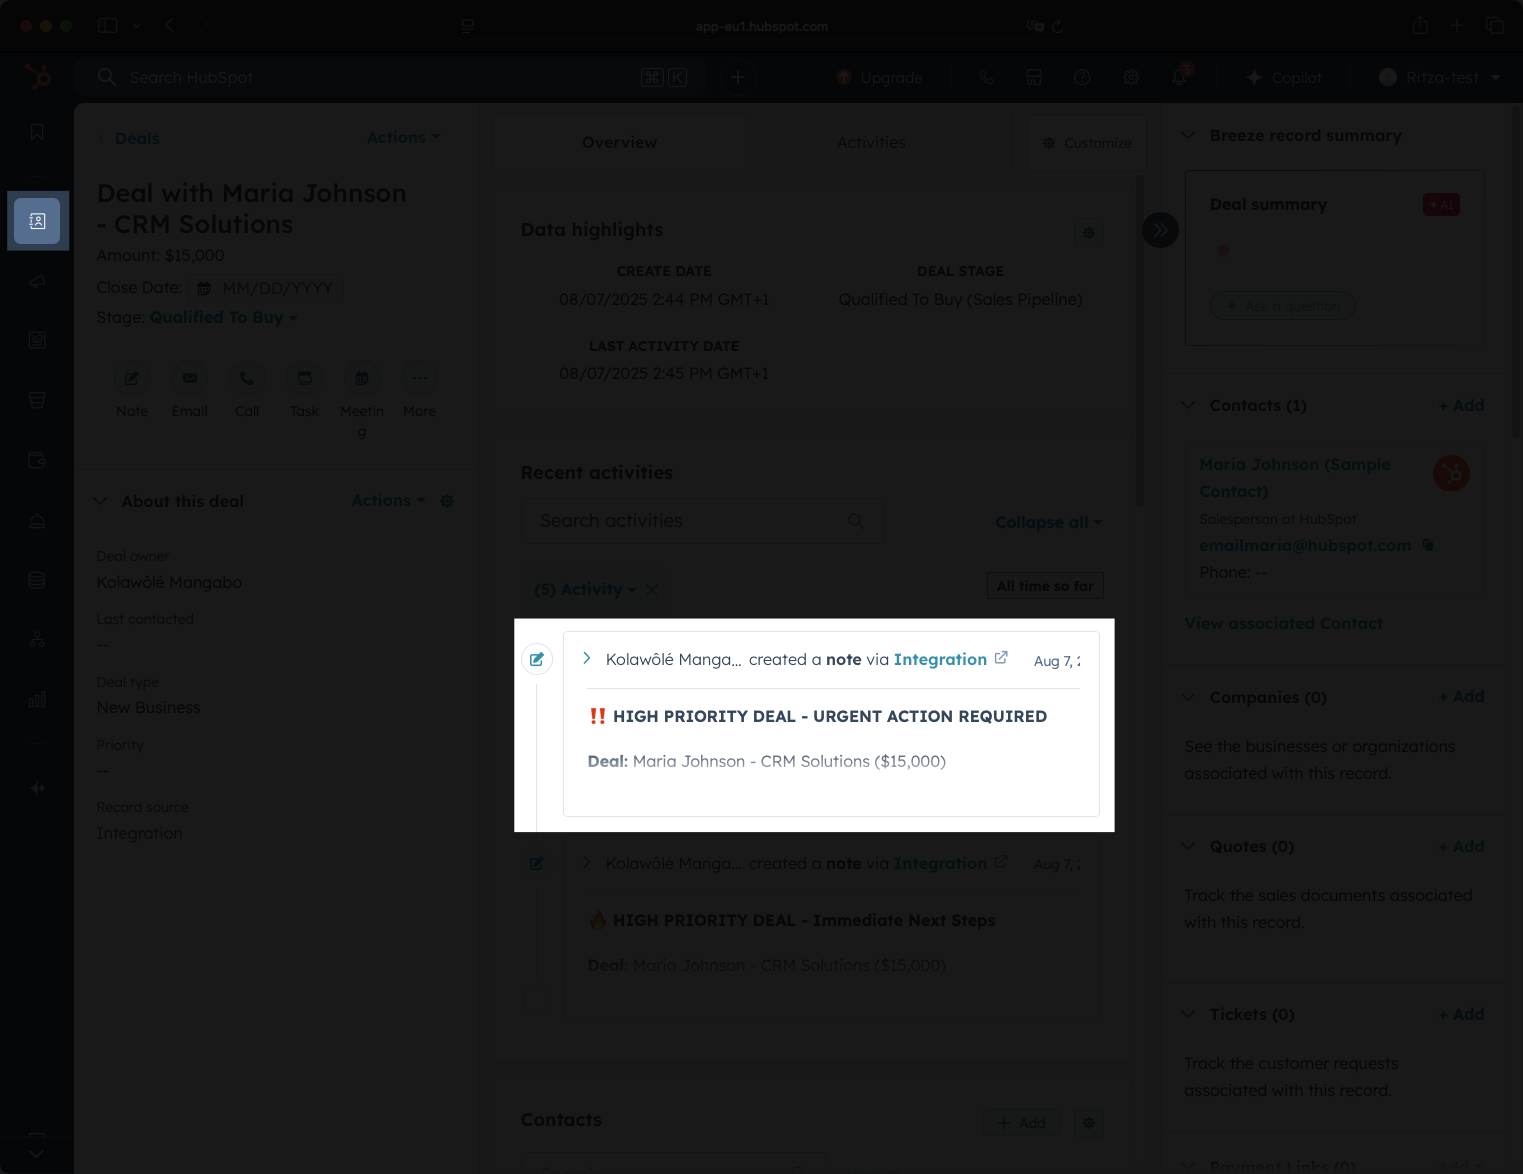 app-eu1.hubspot.com
Search HubSpot
⌘ K
Upgrade
3
Copilot
Ritza-test
Deals
Actions
Deal with Maria Johnson
- CRM Solutions
Amount: $15,000
Close Date: MM/DD/YYYY
Stage: Qualified To Buy
Note
Email
Call
Task
Meetin
g
More
About this deal
Actions
Deal owner
Kolawôlé Mangabo
Last contacted
--
Deal type
New Business
Priority
--
Record source
Integration
Overview
Activities
Customize
Data highlights
CREATE DATE
08/07/2025 2:44 PM GMT+1
DEAL STAGE
Qualified To Buy (Sales Pipeline)
LAST ACTIVITY DATE
08/07/2025 2:45 PM GMT+1
Recent activities
Search activities
Collapse all
(5) Activity
All time so far
Kolawôlé Manga... created a note via Integration
Aug 7,
‼ HIGH PRIORITY DEAL - URGENT ACTION REQUIRED
Deal: Maria Johnson - CRM Solutions ($15,000)
Kolawôlé Manga... created a note via Integration
Aug 7,
🔥 HIGH PRIORITY DEAL - Immediate Next Steps
Deal: Maria Johnson - CRM Solutions ($15,000)
Contacts
+ Add
Breeze record summary
Deal summary
AI
Ask a question
Contacts (1)
+ Add
Maria Johnson (Sample
Contact)
Salesperson at HubSpot
emailmaria@hubspot.com
Phone: --
View associated Contact
Companies (0)
+ Add
See the businesses or organizations
associated with this record.
Quotes (0)
+ Add
Track the sales documents associated
with this record.
Tickets (0)
+ Add
Track the customer requests
associated with this record.
Payment Links (0)